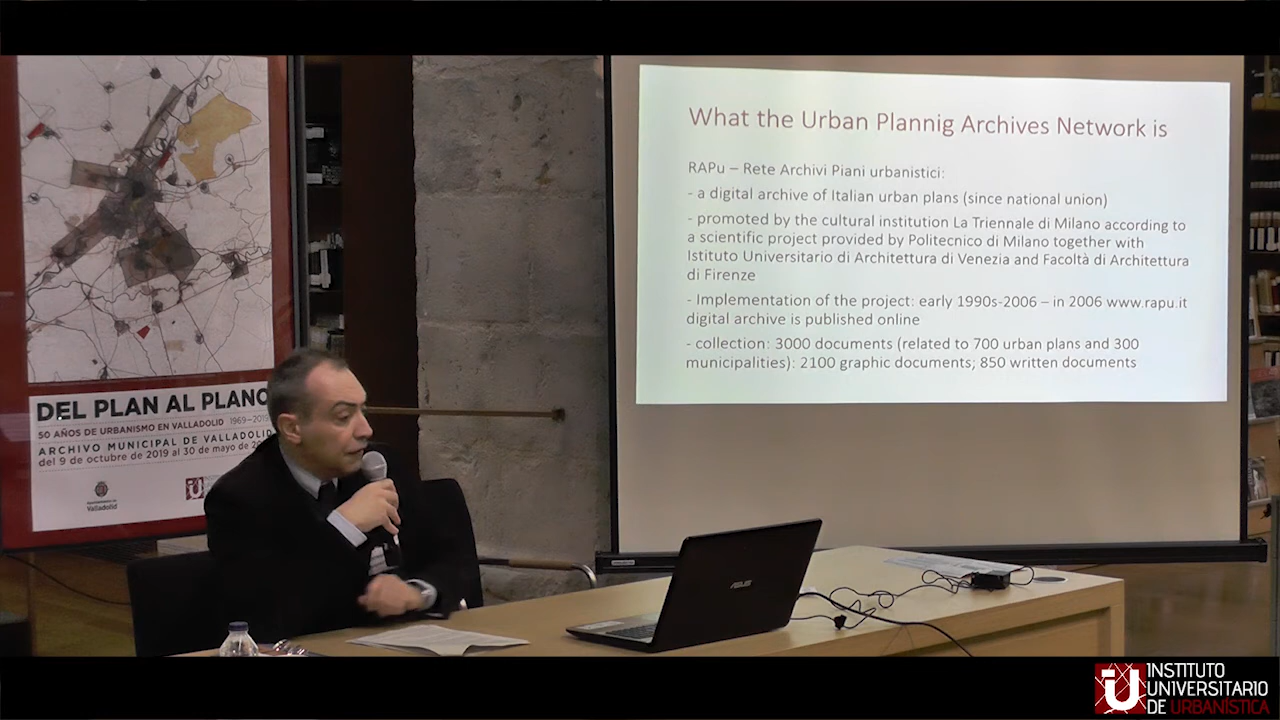 What the Urban Plannig Archives Network is
RAPu – Rete Archivi Piani urbanistici:
- a digital archive of Italian urban plans (since national union)
- promoted by the cultural institution La Triennale di Milano according to
a scientific project provided by Politecnico di Milano together with
Istituto Universitario di Architettura di Venezia and Facoltà di Architettura
di Firenze
- Implementation of the project: early 1990s-2006 – in 2006 www.rapu.it
digital archive is published online
- collection: 3000 documents (related to 700 urban plans and 300
municipalities): 2100 graphic documents; 850 written documents
DEL PLAN AL PLANO
50 AÑOS DE URBANISMO EN VALLADOLID 1969-2019
ARCHIVO MUNICIPAL DE VALLADOLID
del 9 de octubre de 2019 al 30 de mayo de
Valladolid
ASUS
INSTITUTO
UNIVERSITARIO
DE URBANÍSTICA